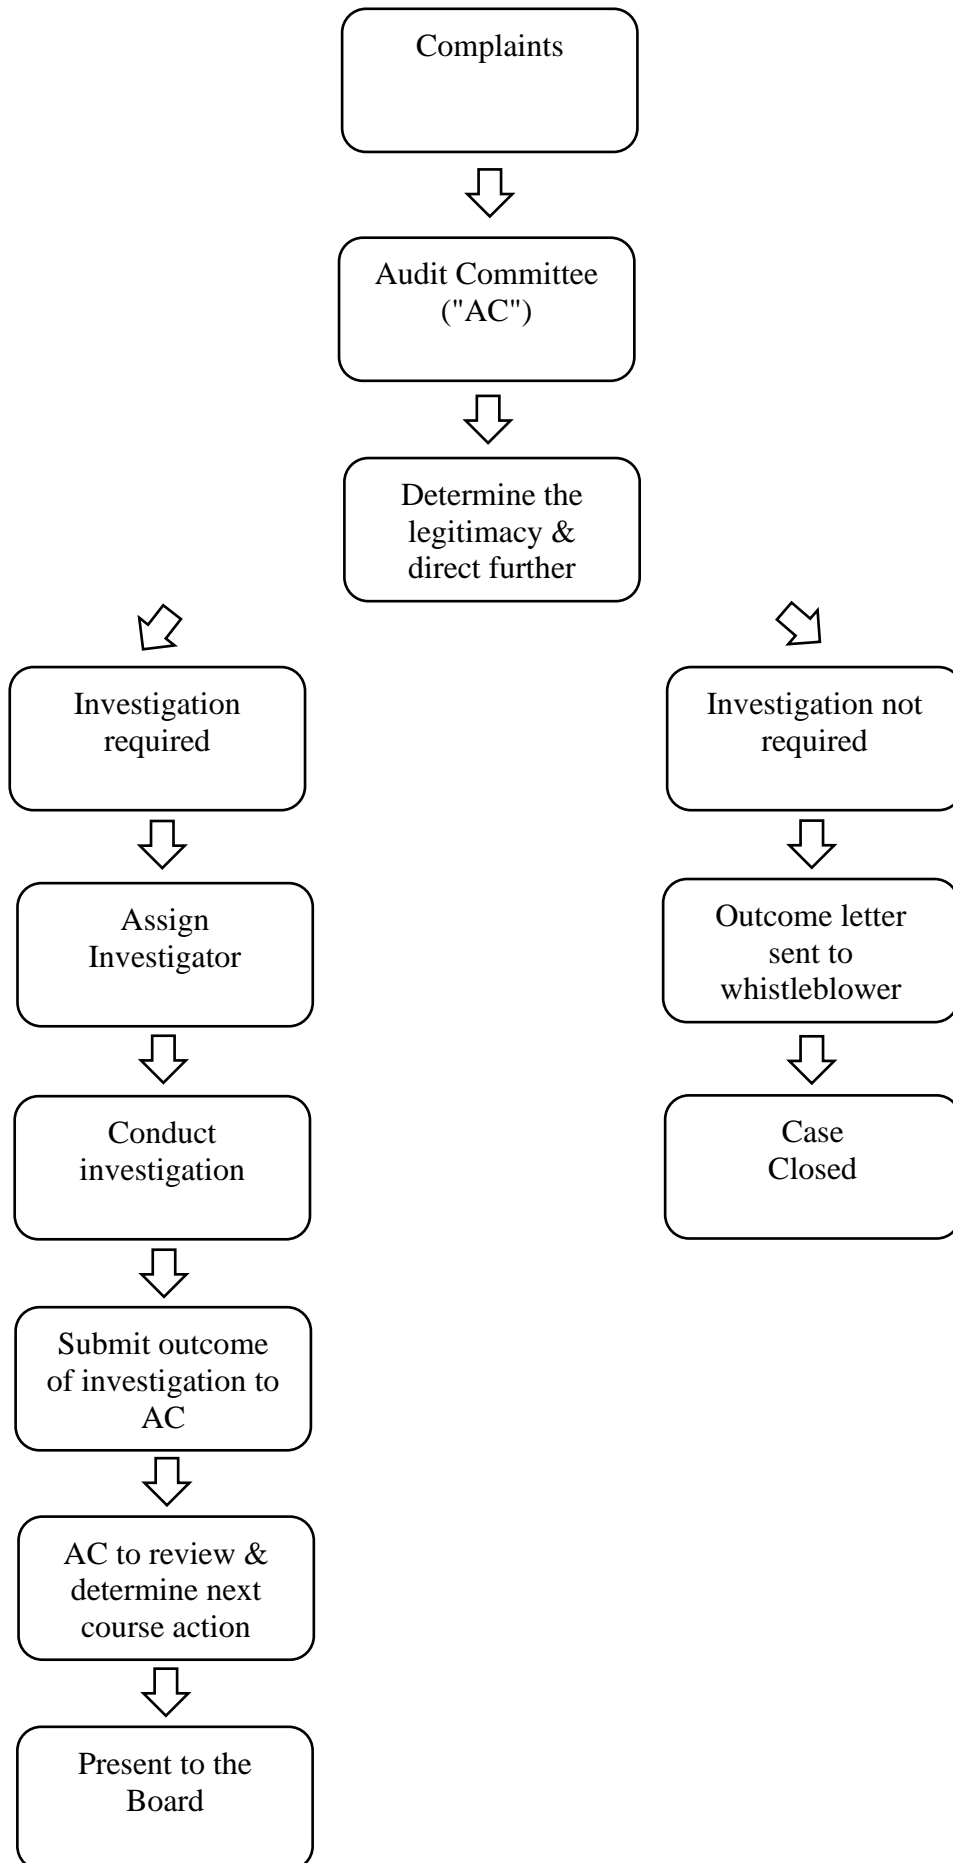 Complaints
Audit Committee
("AC")
Determine the
legitimacy &
direct further
Investigation
required
Investigation not
required
Assign
Investigator
Outcome letter
sent to
whistleblower
Conduct
investigation
Case
Closed
Submit outcome
of investigation to
AC
AC to review &
determine next
course action
Present to the
Board